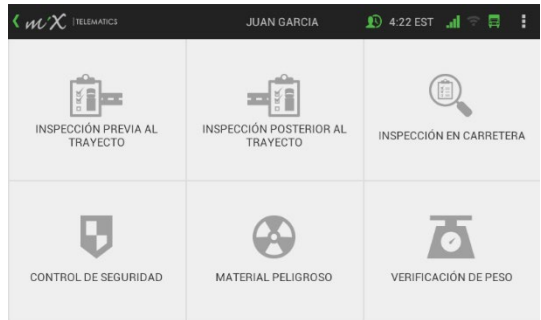 mix TELEMATICS
JUAN GARCIA
4:22 EST
INSPECCIÓN PREVIA AL
TRAYECTO
INSPECCIÓN POSTERIOR AL
TRAYECTO
INSPECCIÓN EN CARRETERA
CONTROL DE SEGURIDAD
MATERIAL PELIGROSO
VERIFICACIÓN DE PESO